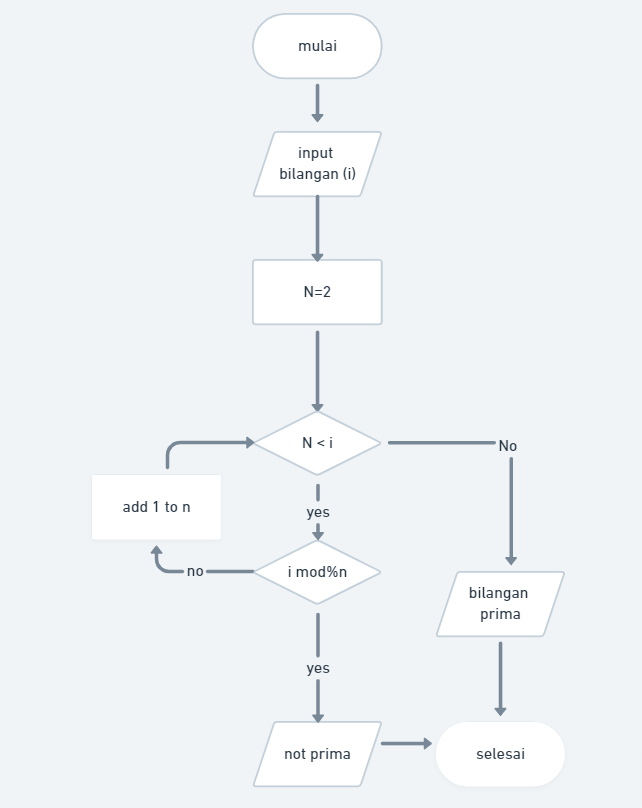 mulai
input
bilangan (i)
N=2
N < i
No
add 1 to n
yes
i mod%n
no
bilangan
prima
yes
not prima
selesai